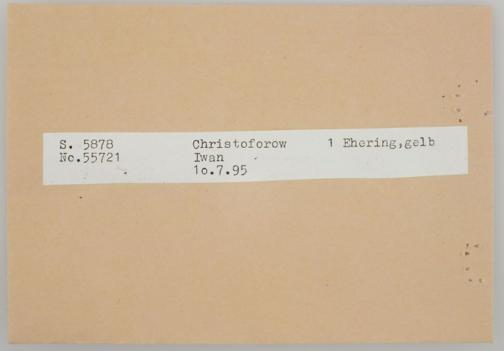 S. 5878 Christoforow 1 Ehering,gelb
No.55721 Iwan
1o.7.95